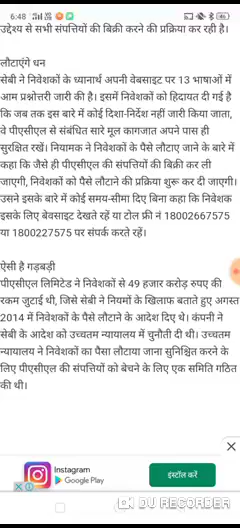 6:48
उद्देश्य से सभी संपत्तियों की बिक्री करने की प्रक्रिया कर रही है।
लौटाएंगे धन
सेबी ने निवेशकों के ध्यानार्थ अपनी वेबसाइट पर 13 भाषाओं में
आम प्रश्नोत्तरी जारी की है। इसमें निवेशकों को हिदायत दी गई है
कि जब तक इस बारे में कोई दिशा-निर्देश नहीं जारी किया जाता,
वे पीएसीएल से संबंधित सारे मूल कागजात अपने पास ही
सुरक्षित रखें। नियामक ने निवेशकों के पैसे लौटाए जाने के बारे में
कहा कि जैसे ही पीएसीएल की संपत्तियों की बिक्री कर ली
जाएगी, निवेशकों को पैसे लौटाने की प्रक्रिया शुरू कर दी जाएगी।
उसने इसके बारे में कोई समय-सीमा दिए बिना कहा कि निवेशक
इसके लिए बेवसाइट देखते रहें या टोल फ्री नं 18002667575
या 1800227575 पर संपर्क करते रहें।
ऐसी है गड़बड़ी
पीएसीएल लिमिटेड ने निवेशकों से 49 हजार करोड़ रुपए की
रकम जुटाई थी, जिसे सेबी ने नियमों के खिलाफ बताते हुए अगस्त
2014 में निवेशकों के पैसे लौटाने के आदेश दिए थे। कंपनी ने
सेबी के आदेश को उच्चतम न्यायालय में चुनौती दी थी। उच्चतम
न्यायालय ने निवेशकों का पैसा लौटाया जाना सुनिश्चित करने के
लिए पीएसीएल की संपत्तियों को बेचने के लिए एक समिति गठित
की थी।
Instagram
Google Play
इंस्टॉल करें
DU RECORDER